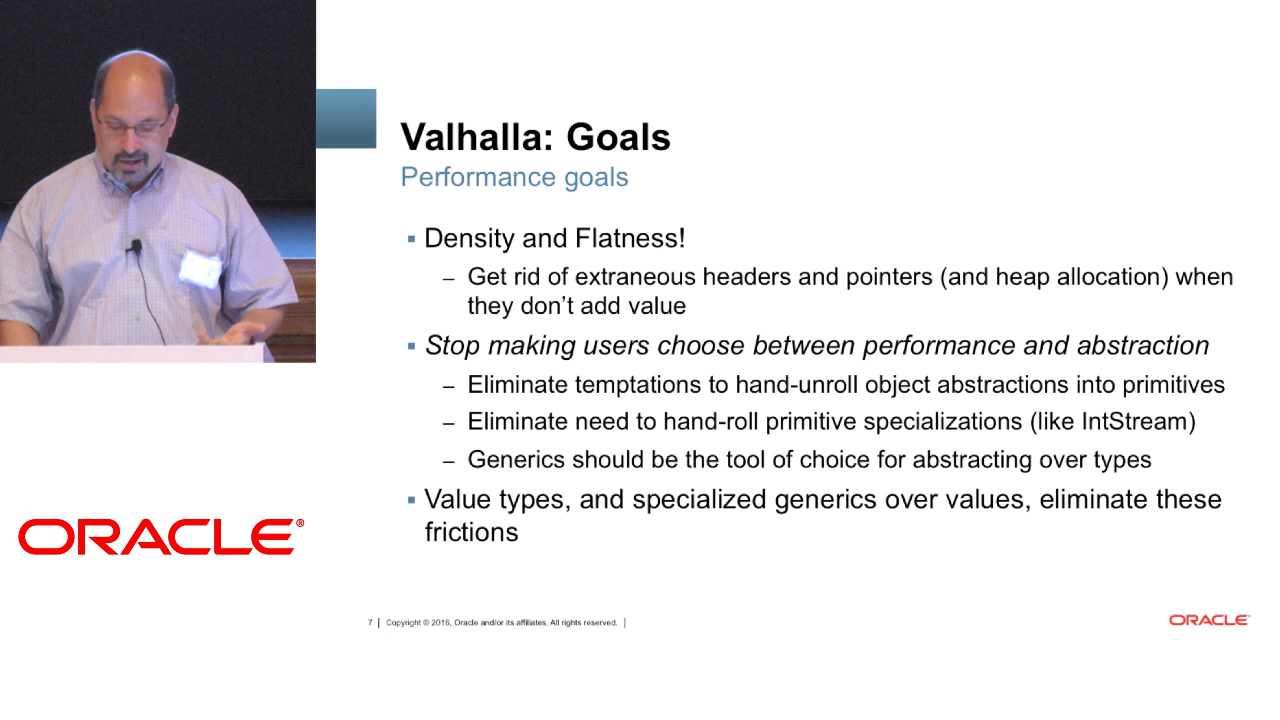 Valhalla: Goals
Performance goals
▪ Density and Flatness!
– Get rid of extraneous headers and pointers (and heap allocation) when
they don’t add value
▪ Stop making users choose between performance and abstraction
– Eliminate temptations to hand-unroll object abstractions into primitives
– Eliminate need to hand-roll primitive specializations (like IntStream)
– Generics should be the tool of choice for abstracting over types
▪ Value types, and specialized generics over values, eliminate these
frictions
ORACLE®
7 | Copyright © 2016, Oracle and/or its affiliates. All rights reserved. |
ORACLE®